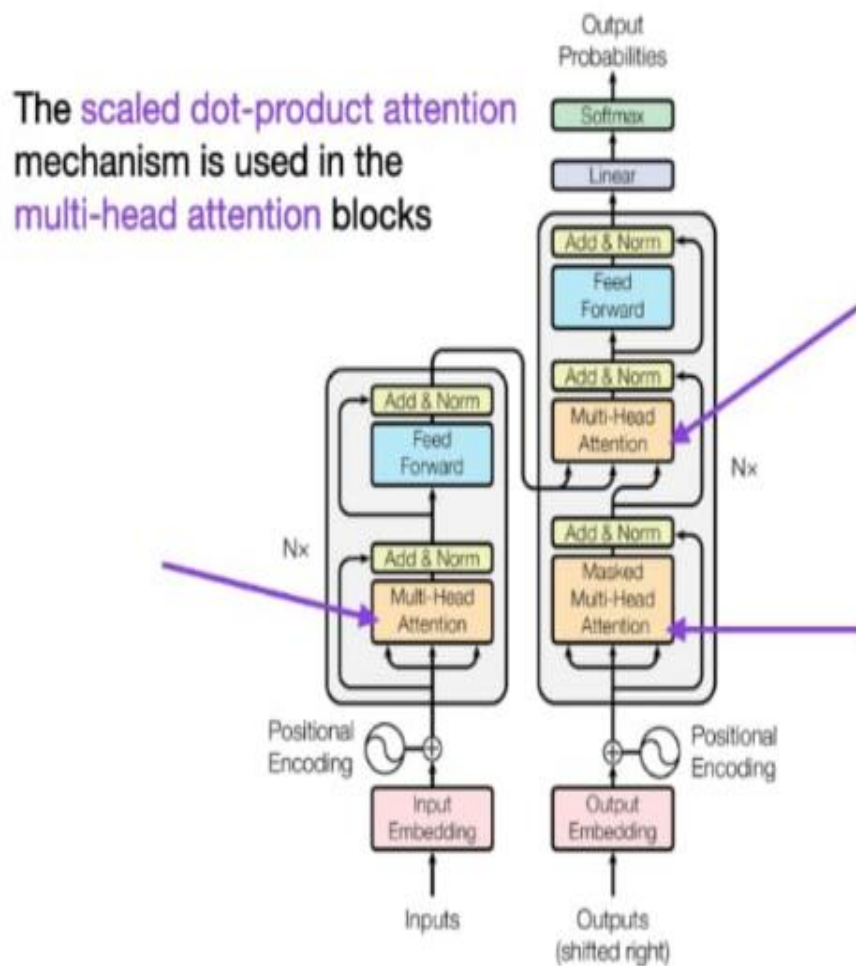 The scaled dot-product attention
mechanism is used in the
multi-head attention blocks
Output
Probabilities
Softmax
Linear
Add & Norm
Feed
Forward
Add & Norm
Multi-Head
Attention
Nx
Add & Norm
Masked
Multi-Head
Attention
Add & Norm
Feed
Forward
Nx
Add & Norm
Multi-Head
Attention
Positional
Encoding
Positional
Encoding
Input
Embedding
Output
Embedding
Inputs
Outputs
(shifted right)